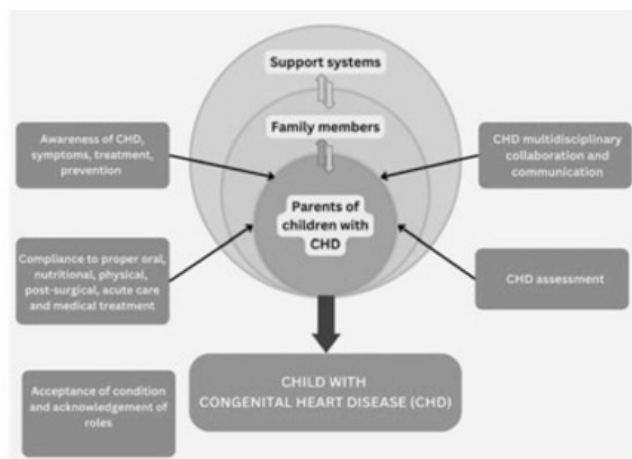 Support systems
Family members
Parents of
children with
CHD
Awareness of CHD,
symptoms, treatment,
prevention
CHD multidisciplinary
collaboration and
communication
Compliance to proper oral,
nutritional, physical,
post-surgical, acute care
and medical treatment
CHD assessment
Acceptance of condition
and acknowledgement of
roles
CHILD WITH
CONGENITAL HEART DISEASE (CHD)